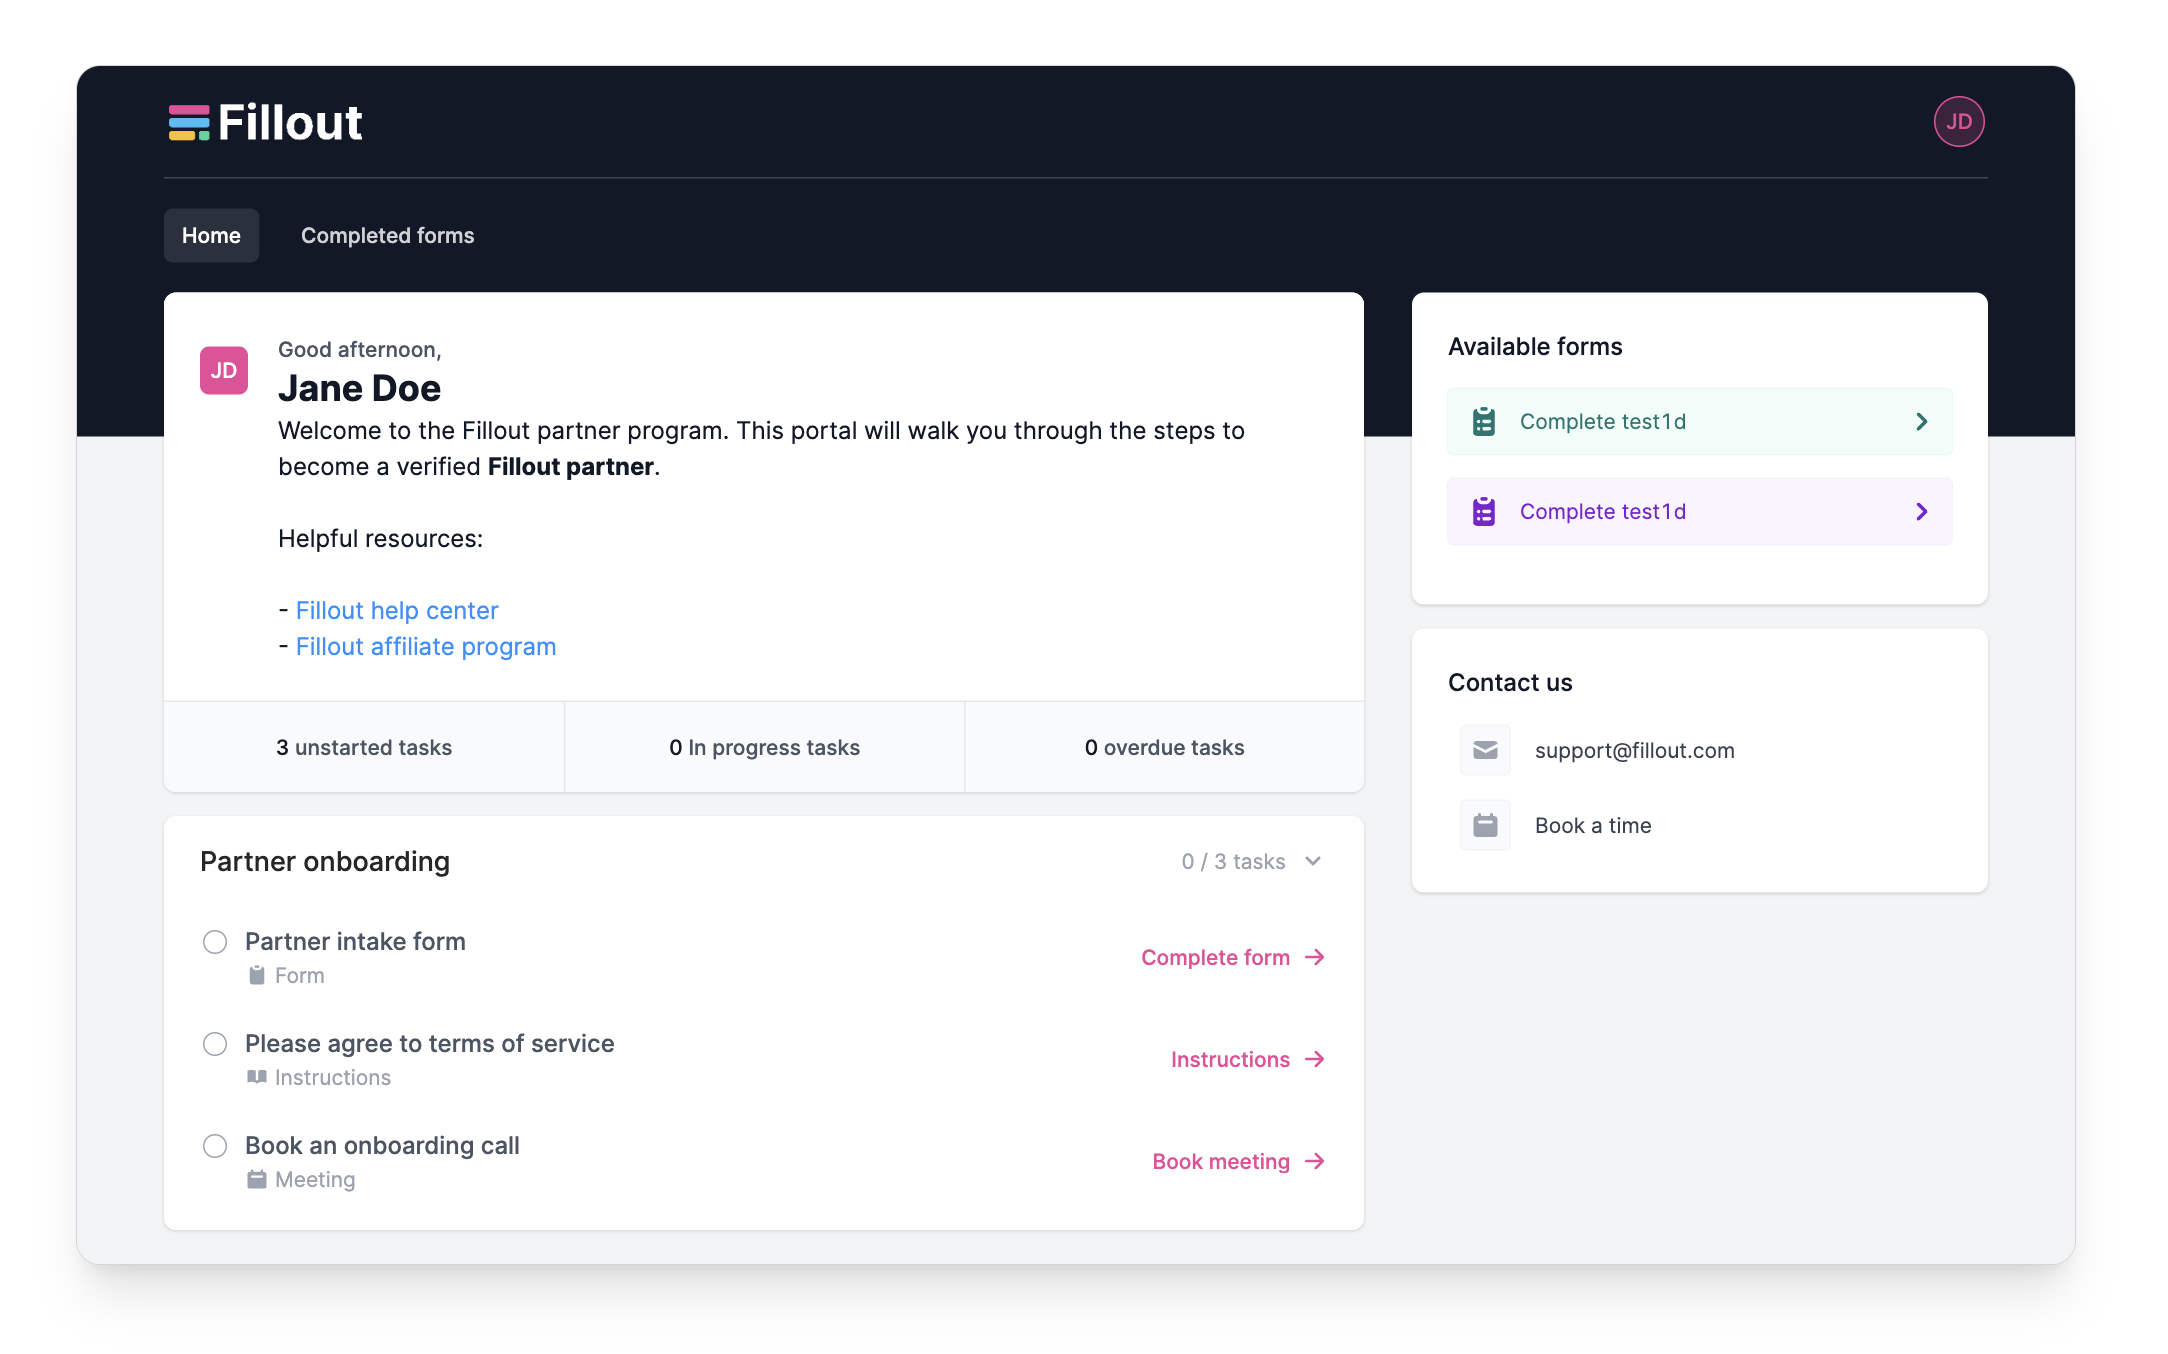 Fillout
JD
Home
Completed forms
JD
Good afternoon,
Jane Doe
Welcome to the Fillout partner program. This portal will walk you through the steps to
become a verified Fillout partner.
Helpful resources:
- Fillout help center
- Fillout affiliate program
3 unstarted tasks
0 In progress tasks
0 overdue tasks
Partner onboarding
0 / 3 tasks
Partner intake form
Form
Complete form
Please agree to terms of service
Instructions
Instructions
Book an onboarding call
Meeting
Book meeting
Available forms
Complete test1d
Complete test1d
Contact us
support@fillout.com
Book a time